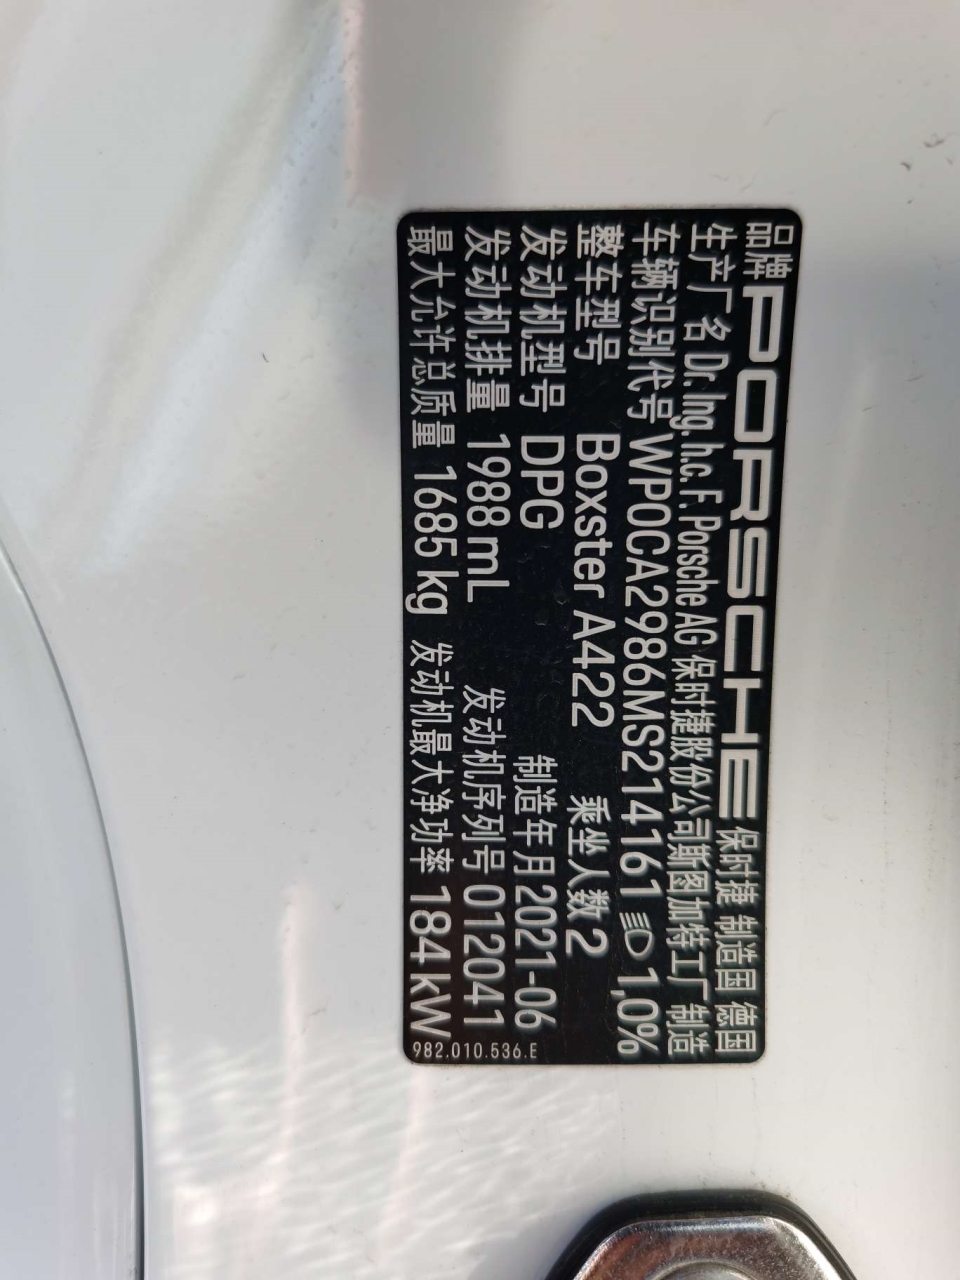 品牌 PORSCHE 保时捷 制造国 德国
生产厂名 Dr. Ing. h.c. F. Porsche AG 保时捷股份公司斯图加特工厂 制造
车辆识别代号 WP0CA2986MS214161 1,0%
整车型号 Boxster A422 乘坐人数 2
发动机型号 DPG 制造年月 2021-06
发动机排量 1988 mL 发动机序列号 012041
最大允许总质量 1685 kg 发动机最大净功率 184 kW
982.010.536.E